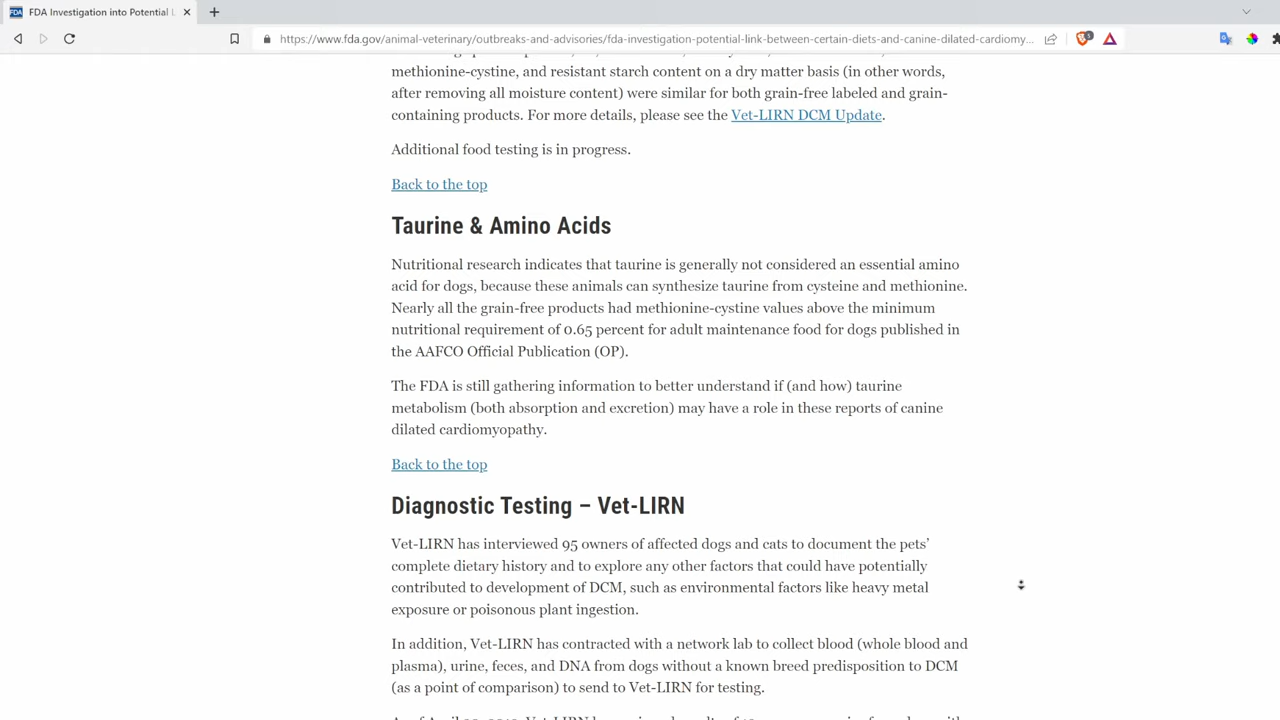 FDA Investigation into Potential L
https://www.fda.gov/animal-veterinary/outbreaks-and-advisories/fda-investigation-potential-link-between-certain-diets-and-canine-dilated-cardiomy...
methionine-cystine, and resistant starch content on a dry matter basis (in other words,
after removing all moisture content) were similar for both grain-free labeled and grain-
containing products. For more details, please see the Vet-LIRN DCM Update.
Additional food testing is in progress.
Back to the top
Taurine & Amino Acids
Nutritional research indicates that taurine is generally not considered an essential amino
acid for dogs, because these animals can synthesize taurine from cysteine and methionine.
Nearly all the grain-free products had methionine-cystine values above the minimum
nutritional requirement of 0.65 percent for adult maintenance food for dogs published in
the AAFCO Official Publication (OP).
The FDA is still gathering information to better understand if (and how) taurine
metabolism (both absorption and excretion) may have a role in these reports of canine
dilated cardiomyopathy.
Back to the top
Diagnostic Testing – Vet-LIRN
Vet-LIRN has interviewed 95 owners of affected dogs and cats to document the pets’
complete dietary history and to explore any other factors that could have potentially
contributed to development of DCM, such as environmental factors like heavy metal
exposure or poisonous plant ingestion.
In addition, Vet-LIRN has contracted with a network lab to collect blood (whole blood and
plasma), urine, feces, and DNA from dogs without a known breed predisposition to DCM
(as a point of comparison) to send to Vet-LIRN for testing.